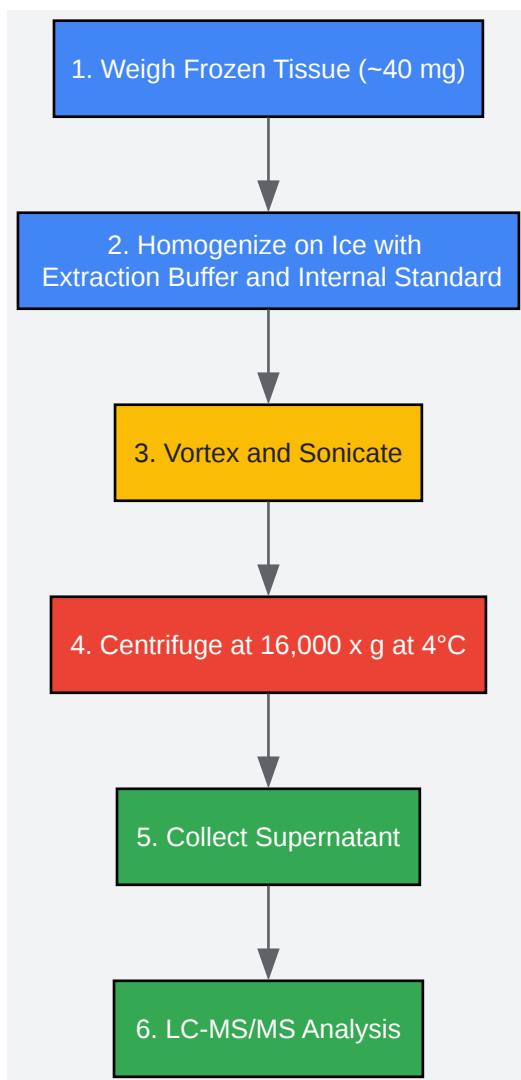 1. Weigh Frozen Tissue (~40 mg)
2. Homogenize on Ice with
Extraction Buffer and Internal Standard
3. Vortex and Sonicate
4. Centrifuge at 16,000 x g at 4°C
5. Collect Supernatant
6. LC-MS/MS Analysis